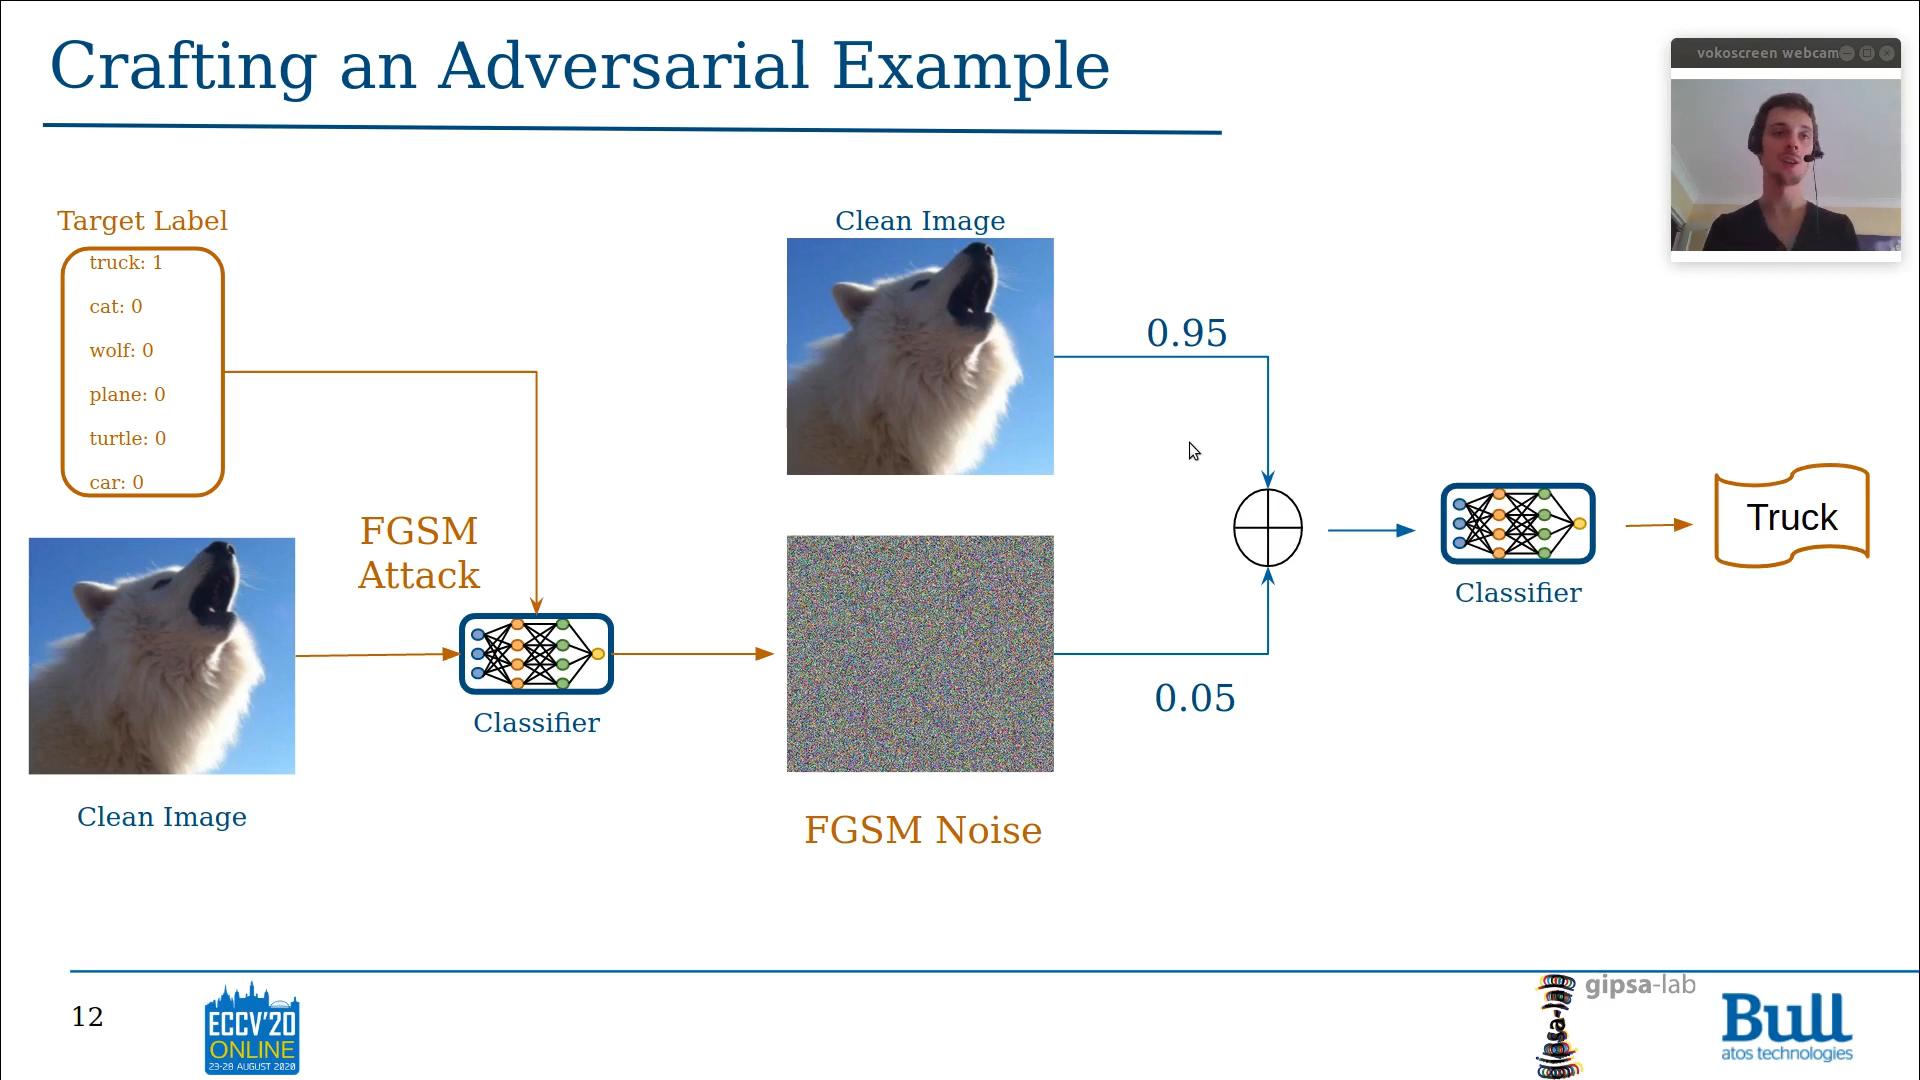 Crafting an Adversarial Example
vokoscreen webcam
Target Label
truck: 1
cat: 0
wolf: 0
plane: 0
turtle: 0
car: 0
Clean Image
FGSM
Attack
Classifier
Clean Image
0.95
FGSM Noise
0.05
Classifier
Truck
12
ECCV'20
ONLINE
23-28 AUGUST 2020
gipsa-lab
Bull
atos technologies